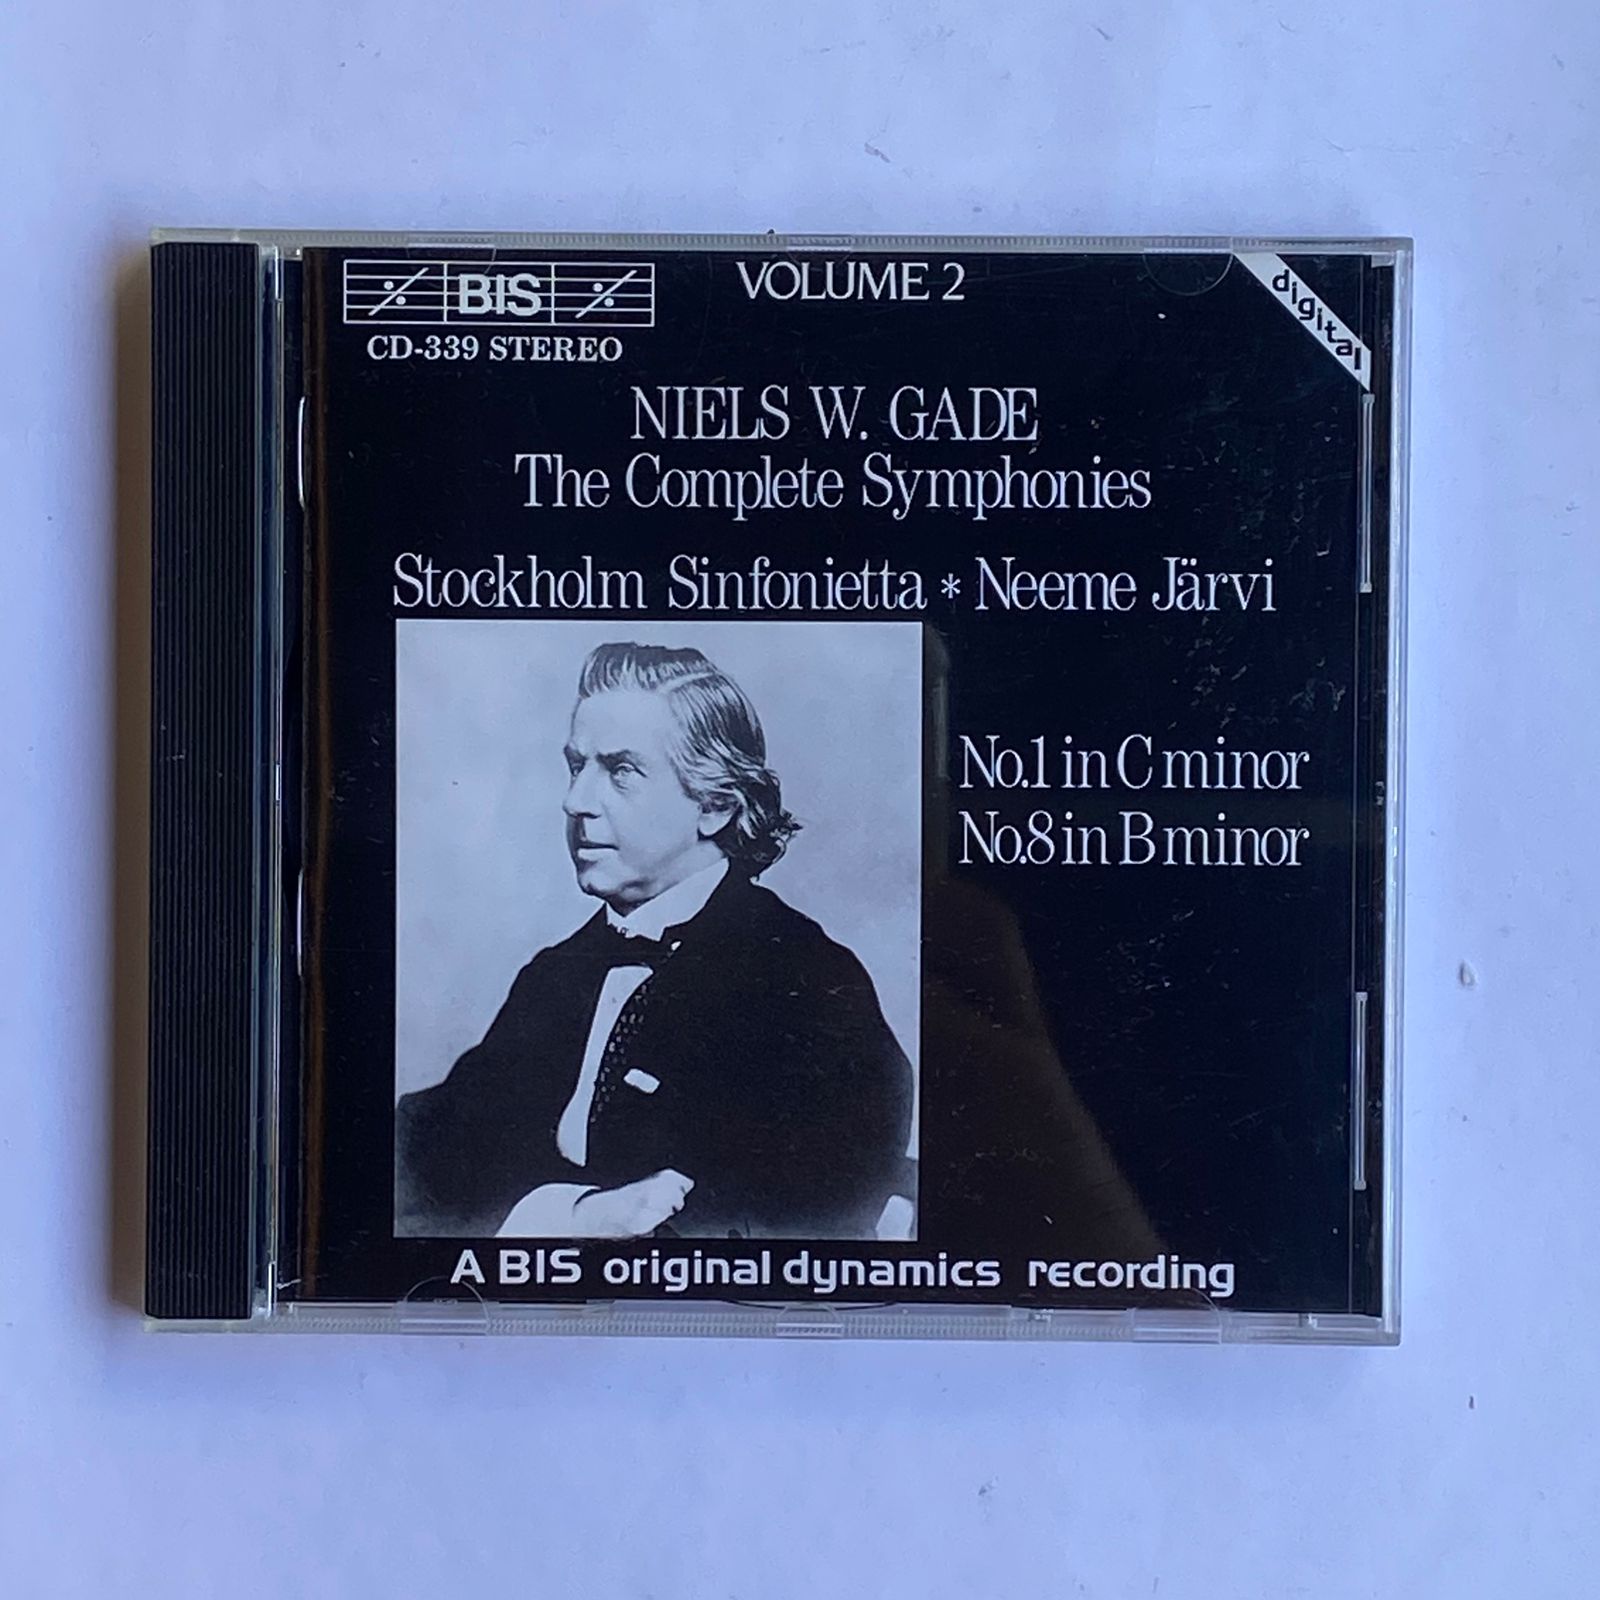 BIS
CD-339 STEREO
VOLUME 2
digital
NIELS W. GADE
The Complete Symphonies
Stockholm Sinfonietta * Neeme Järvi
No.1 in C minor
No.8 in B minor
A BIS original dynamics recording